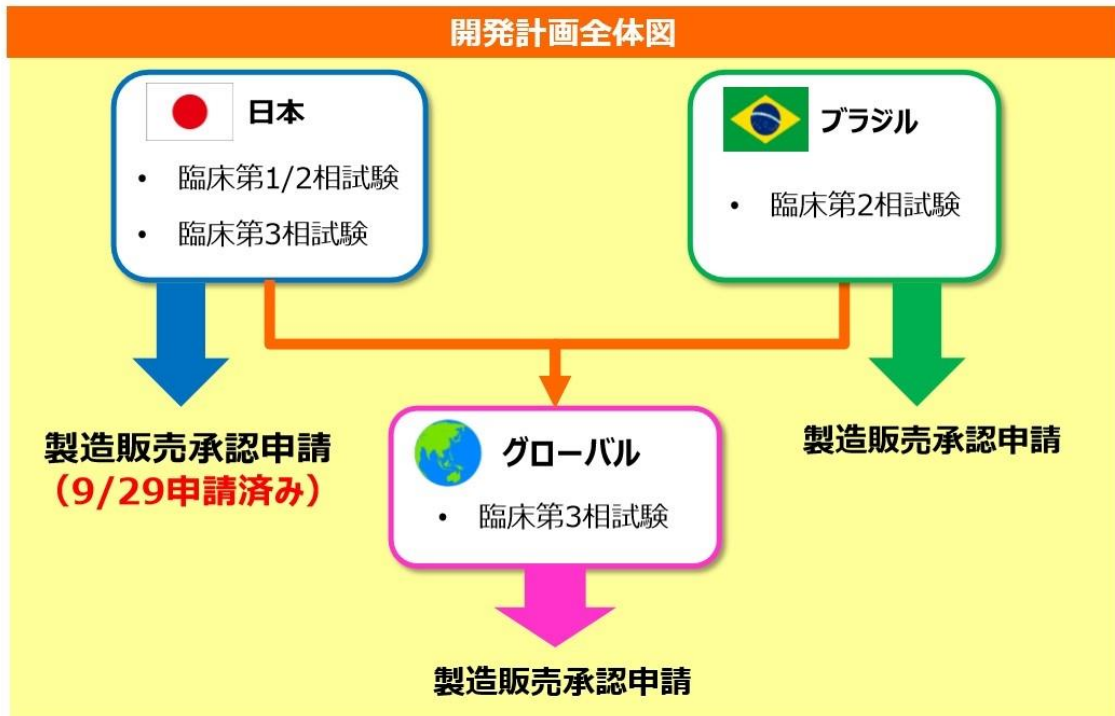 開発計画全体図
日本
• 臨床第1/2相試験
• 臨床第3相試験
ブラジル
• 臨床第2相試験
製造販売承認申請
（9/29申請済み）
製造販売承認申請
グローバル
• 臨床第3相試験
製造販売承認申請